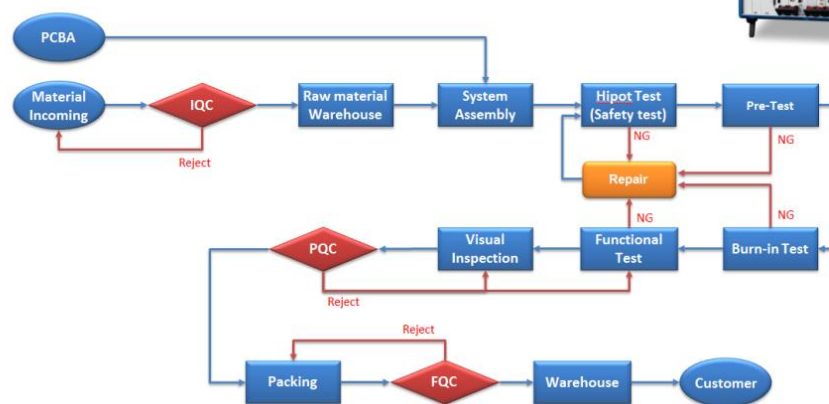 PCBA
Material
Incoming
IQC
Reject
Raw material
Warehouse
System
Assembly
Hipot Test
(Safety test)
NG
Pre-Test
NG
Repair
NG
NG
PQC
Reject
Visual
Inspection
Functional
Test
Burn-in Test
Reject
Packing
FQC
Warehouse
Customer